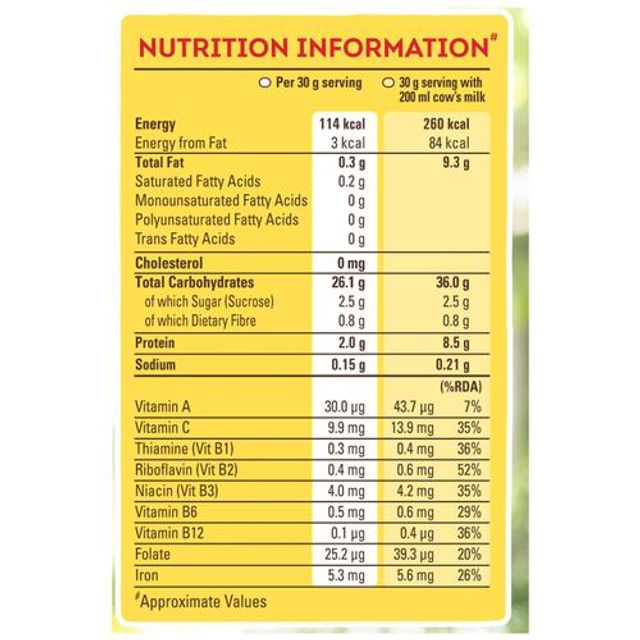 NUTRITION INFORMATION#
Per 30 g serving 30 g serving with
200 ml cow's milk
Energy 114 kcal 260 kcal
Energy from Fat 3 kcal 84 kcal
Total Fat 0.3 g 9.3 g
Saturated Fatty Acids 0.2 g
Monounsaturated Fatty Acids 0 g
Polyunsaturated Fatty Acids 0 g
Trans Fatty Acids 0 g
Cholesterol 0 mg
Total Carbohydrates 26.1 g 36.0 g
of which Sugar (Sucrose) 2.5 g 2.5 g
of which Dietary Fibre 0.8 g 0.8 g
Protein 2.0 g 8.5 g
Sodium 0.15 g 0.21 g
(%RDA)
Vitamin A 30.0 µg 43.7 µg 7%
Vitamin C 9.9 mg 13.9 mg 35%
Thiamine (Vit B1) 0.3 mg 0.4 mg 36%
Riboflavin (Vit B2) 0.4 mg 0.6 mg 52%
Niacin (Vit B3) 4.0 mg 4.2 mg 35%
Vitamin B6 0.5 mg 0.6 mg 29%
Vitamin B12 0.1 µg 0.4 µg 36%
Folate 25.2 µg 39.3 µg 20%
Iron 5.3 mg 5.6 mg 26%
#Approximate Values